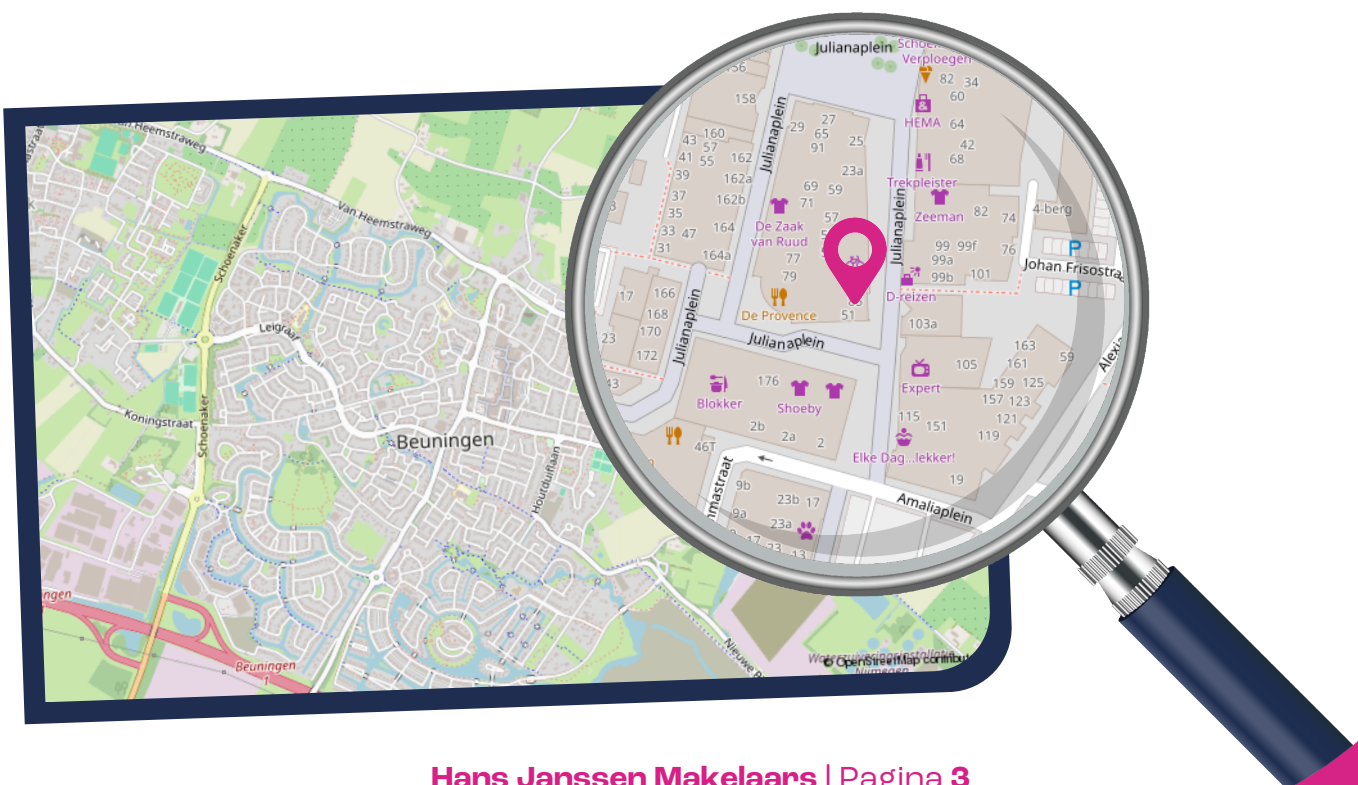 Van Heemstraweg
Van Heemstraweg
Schoenaker
Leigraaf
Koningstraat
Schoenaker
Beuningen
Houtduiflaan
Beuningen
1
© OpenStreetMap
Julianaplein
Verploegen
158
82 34
60
HEMA
64
42
68
Trekpleister
Zeeman
82
74
76
4-berg
P
Johan Frisostra
P
43
160
57
41
55
162
39
162a
37
162b
35
33
47
164
31
164a
Julianaplein
29
27
65
91
25
23a
69
59
71
57
De Zaak
van Ruud
77
79
De Provence
51
Julianaplein
99 99f
99a
99b
101
D-reizen
103a
17
166
168
170
172
23
43
Julianaplein
Julianaplein
Expert
105
163
161
59
159 125
157 123
121
119
Alexia
Blokker
176
Shoeby
2b
2a
2
46T
115
151
Elke Dag...lekker!
19
Amaliaplein
9b
9a
23b 17
23a
17
23
13
Hans Janssen Makelaars | Pagina 3